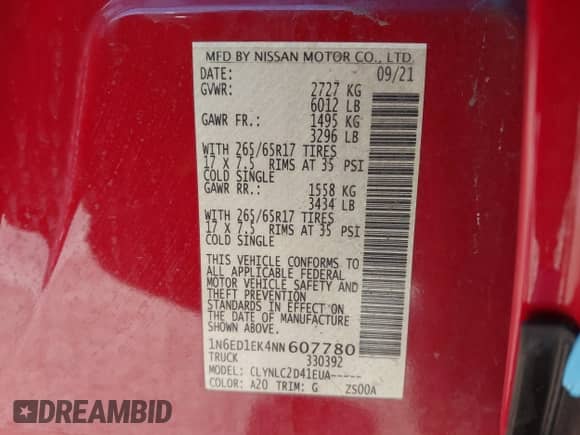 MFD BY NISSAN MOTOR CO., LTD.
DATE: 09/21
GVWR: 2727 KG
6012 LB
GAWR FR.: 1495 KG
3296 LB
WITH 265/65R17 TIRES
17 X 7.5 RIMS AT 35 PSI
COLD SINGLE
GAWR RR.: 1558 KG
3434 LB
WITH 265/65R17 TIRES
17 X 7.5 RIMS AT 35 PSI
COLD SINGLE
THIS VEHICLE CONFORMS TO
ALL APPLICABLE FEDERAL
MOTOR VEHICLE SAFETY AND
THEFT PREVENTION
STANDARDS IN EFFECT ON
THE DATE OF MANUFACTURE
SHOWN ABOVE.
1N6ED1EK4NN607780
TRUCK 330392
MODEL: CLYNLC2D41EUA-----
COLOR: A20 TRIM: G ZS00A
DREAMBID